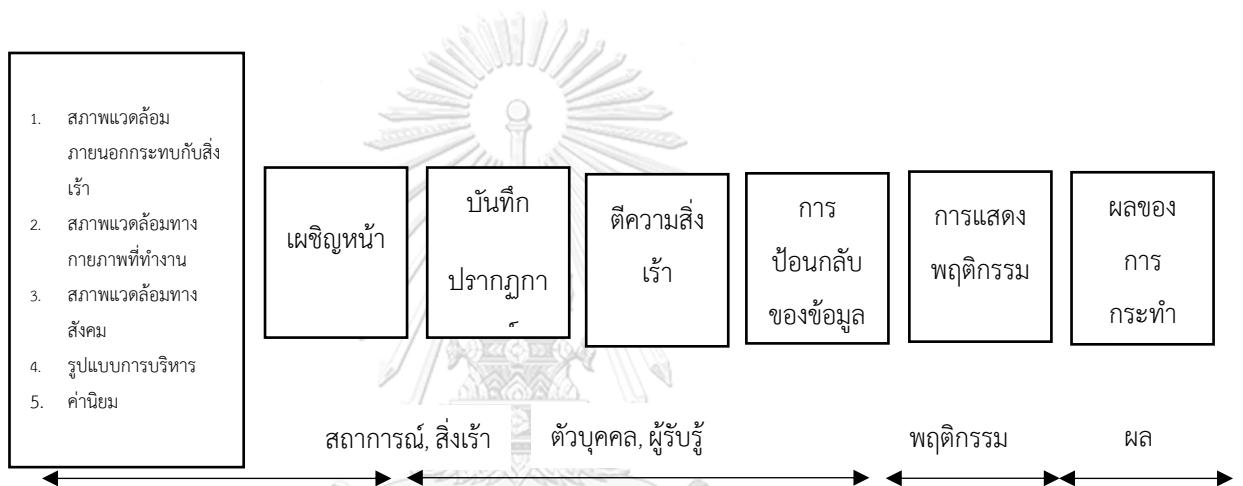 1. สภาพแวดล้อม
ภายนอกกระทบกับสิ่ง
เร้า
2. สภาพแวดล้อมทาง
กายภาพที่ทำงาน
3. สภาพแวดล้อมทาง
สังคม
4. รูปแบบการบริหาร
5. ค่านิยม
เผชิญหน้า
บันทึก
ปรากฏกา
ตีความสิ่ง
เร้า
การ
ป้อนกลับ
ของข้อมูล
การแสดง
พฤติกรรม
ผลของ
การ
กระทำ
สถาการณ์, สิ่งเร้า
ตัวบุคคล, ผู้รับรู้
พฤติกรรม
ผล